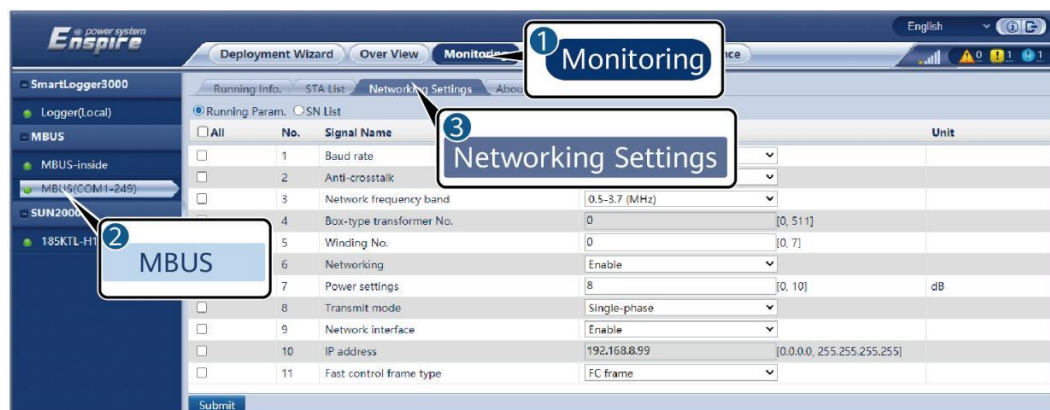 Enspire
e power system
English
Deployment Wizard Over View Monitoring
1 Monitoring
0 1 1
SmartLogger3000
Running Info. STA List Networking Settings
Logger(Local)
Running Param. SN List
MBUS
All No. Signal Name Unit
3 Networking Settings
MBUS-inside
1 Baud rate
MBUS(COM1-249)
2 Anti-crosstalk
3 Network frequency band 0.5-3.7 (MHz)
SUN2000
4 Box-type transformer No. 0 [0, 511]
185KTL-H1
2 MBUS
5 Winding No. 0 [0, 7]
6 Networking Enable
7 Power settings 8 [0, 10] dB
8 Transmit mode Single-phase
9 Network interface Enable
10 IP address 192.168.8.99 [0.0.0.0, 255.255.255.255]
11 Fast control frame type FC frame
Submit